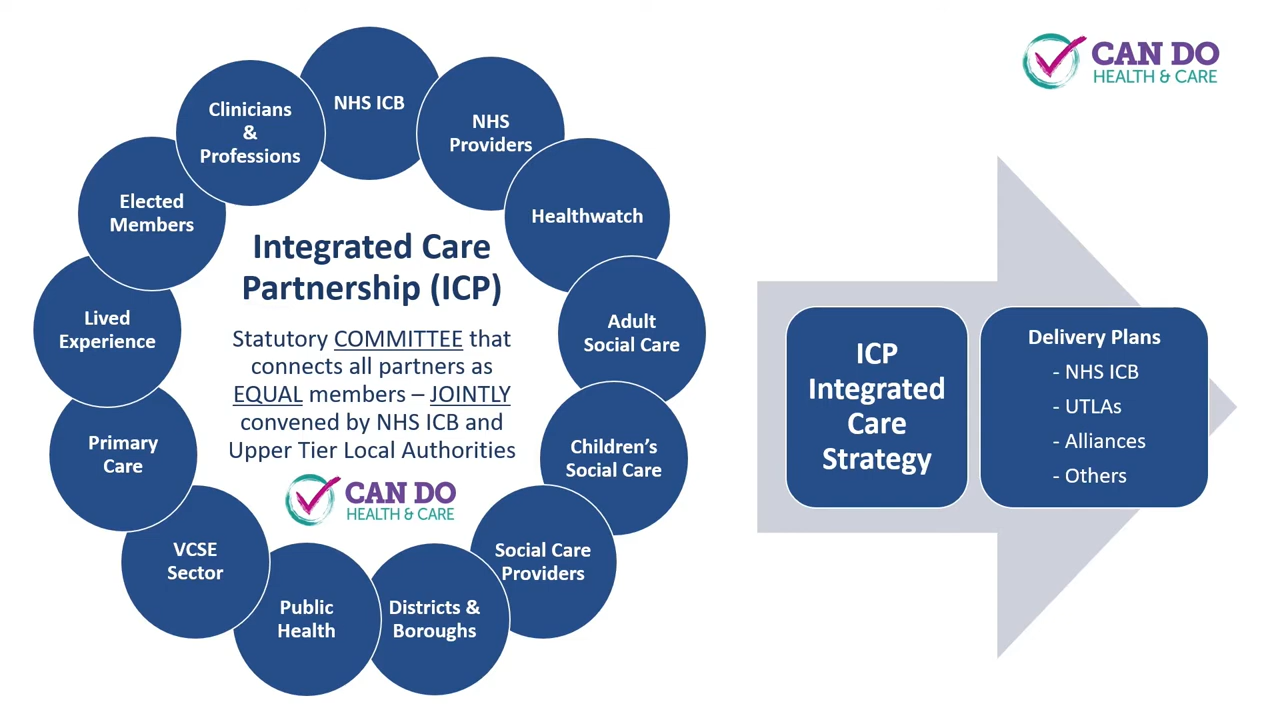 NHS ICB
NHS
Providers
Healthwatch
Adult
Social Care
Children’s
Social Care
Social Care
Providers
Districts &
Boroughs
Public
Health
VCSE
Sector
Primary
Care
Lived
Experience
Elected
Members
Clinicians
&
Professions
Integrated Care
Partnership (ICP)
Statutory COMMITTEE that
connects all partners as
EQUAL members – JOINTLY
convened by NHS ICB and
Upper Tier Local Authorities
CAN DO
HEALTH & CARE
CAN DO
HEALTH & CARE
ICP
Integrated
Care
Strategy
Delivery Plans
- NHS ICB
- UTLAs
- Alliances
- Others